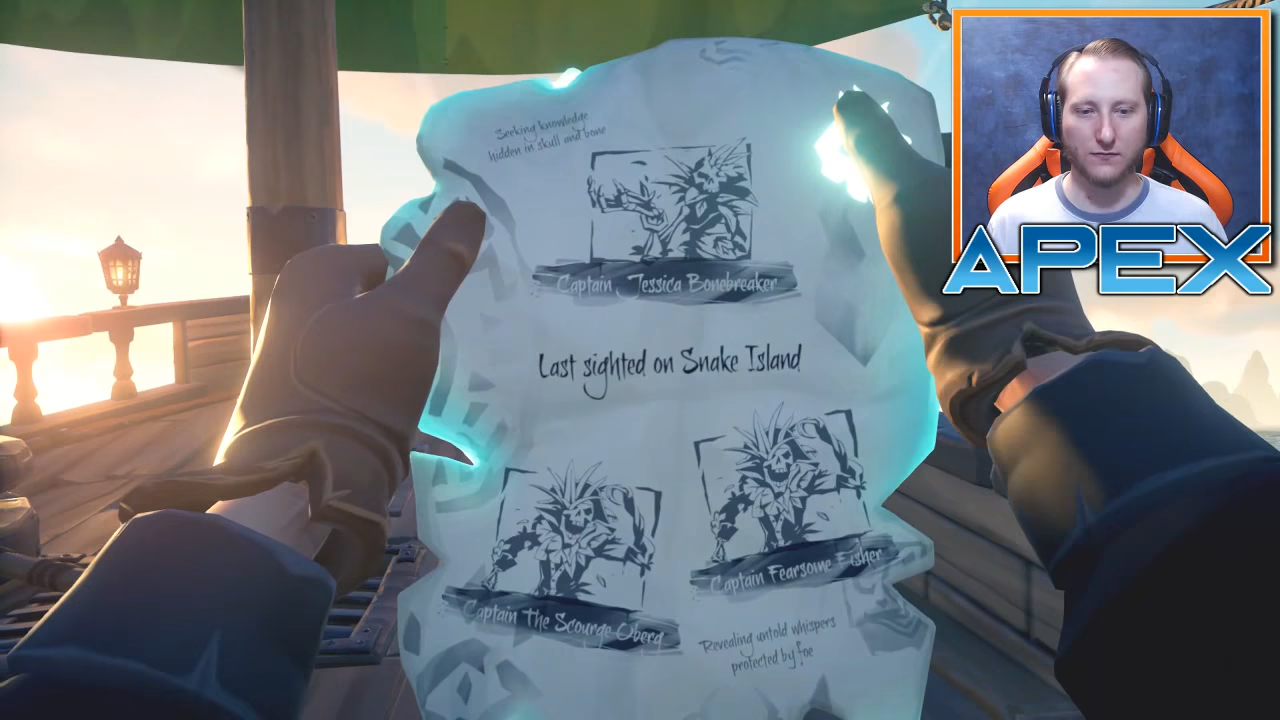 Seeking knowledge
hidden in skull and bone
Captain Jessica Bonebreaker
Last sighted on Snake Island
Captain The Scourge Oberg
Captain Fearsome Fisher
Revealing untold whispers
protected by foe
APEX